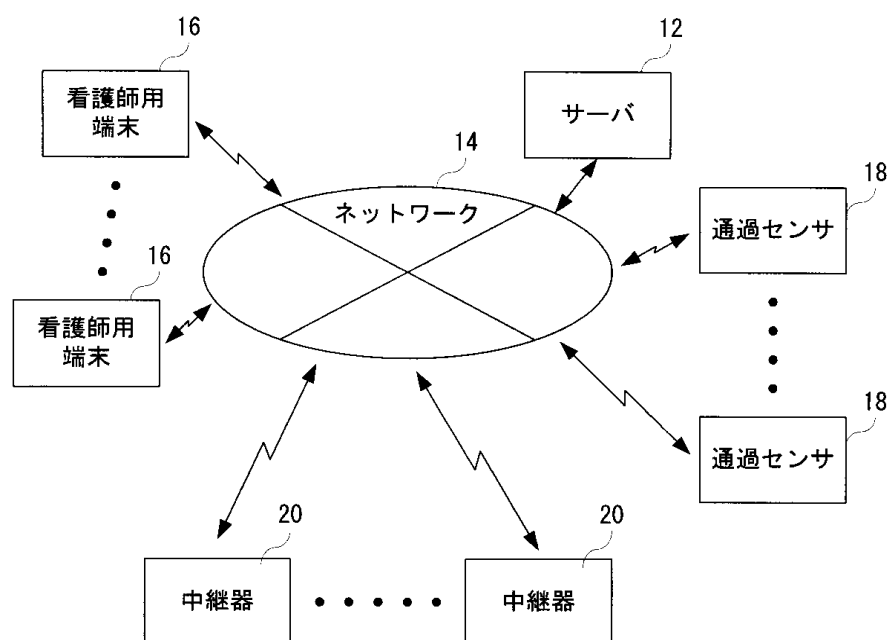 16
看護師用
端末
12
サーバ
14
ネットワーク
18
通過センサ
16
看護師用
端末
18
通過センサ
20
中継器
20
中継器